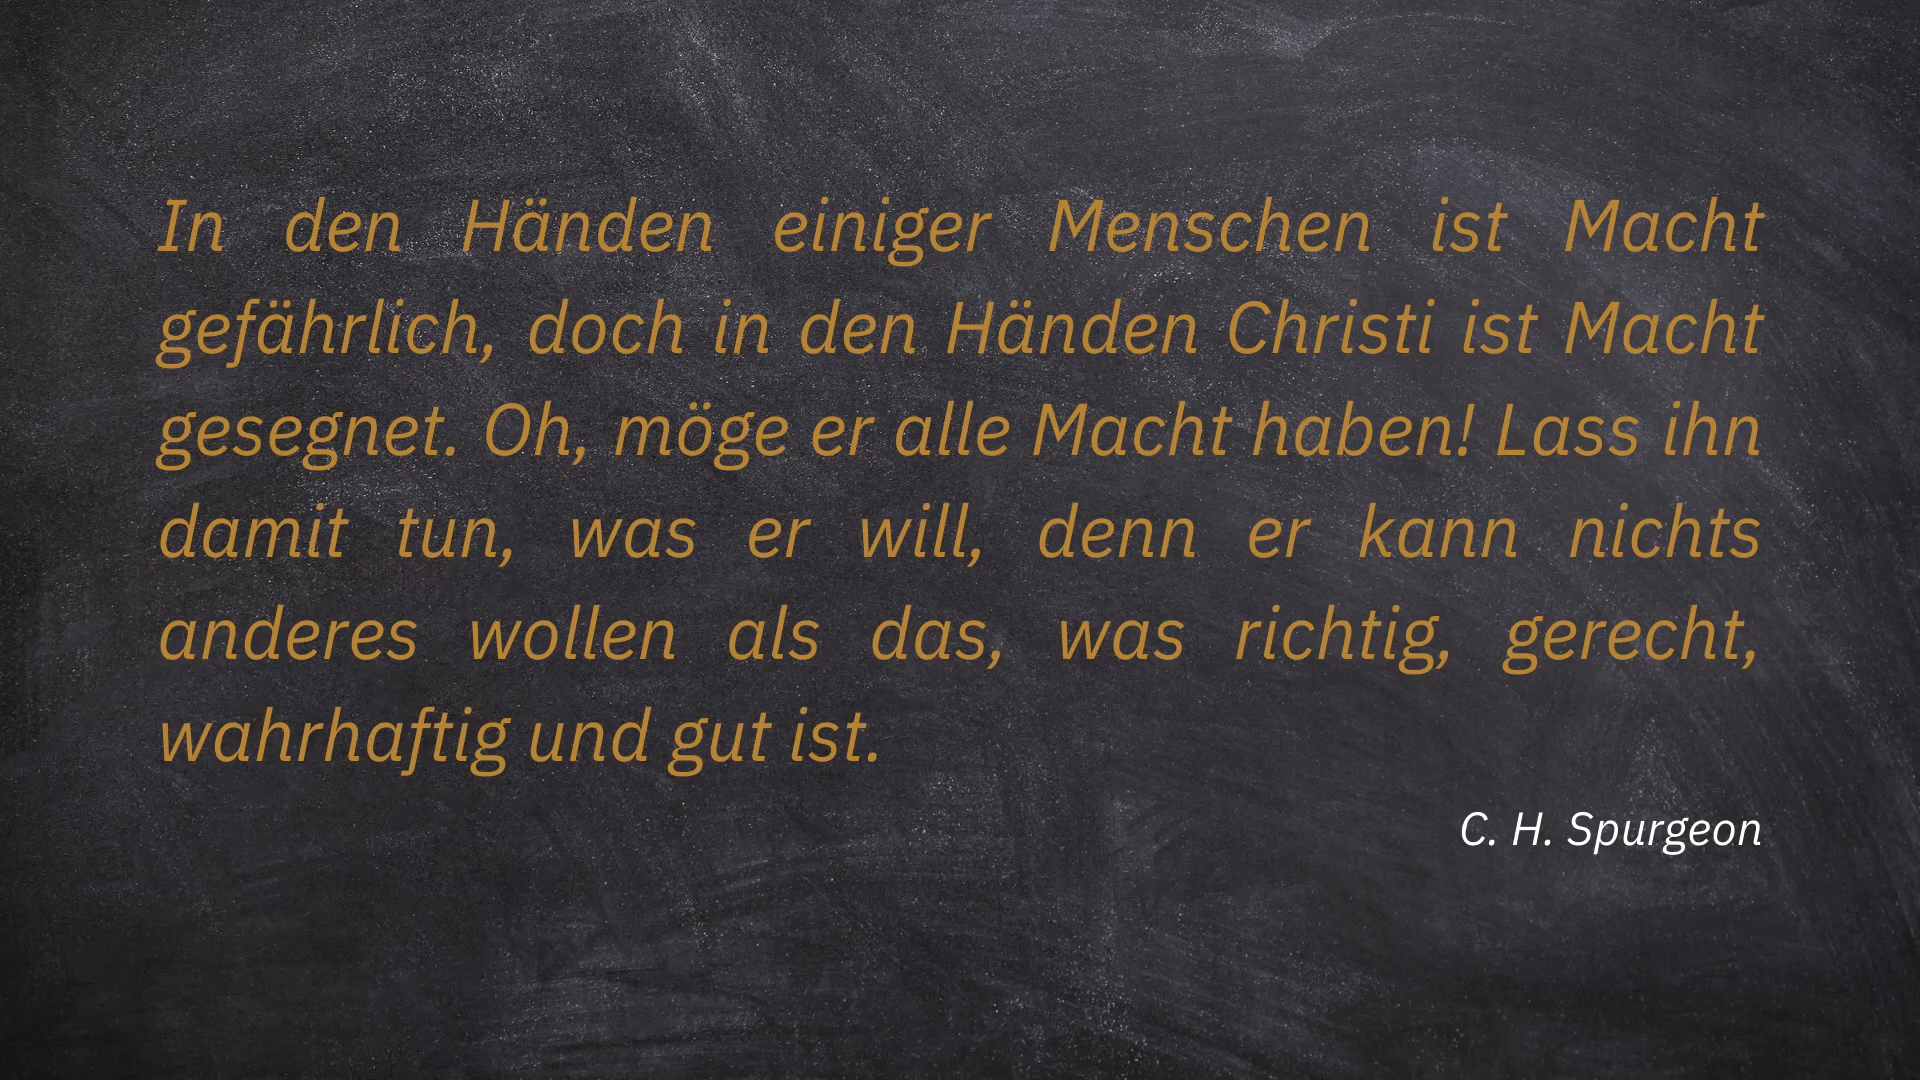 In den Händen einiger Menschen ist Macht
gefährlich, doch in den Händen Christi ist Macht
gesegnet. Oh, möge er alle Macht haben! Lass ihn
damit tun, was er will, denn er kann nichts
anderes wollen als das, was richtig, gerecht,
wahrhaftig und gut ist.
C. H. Spurgeon